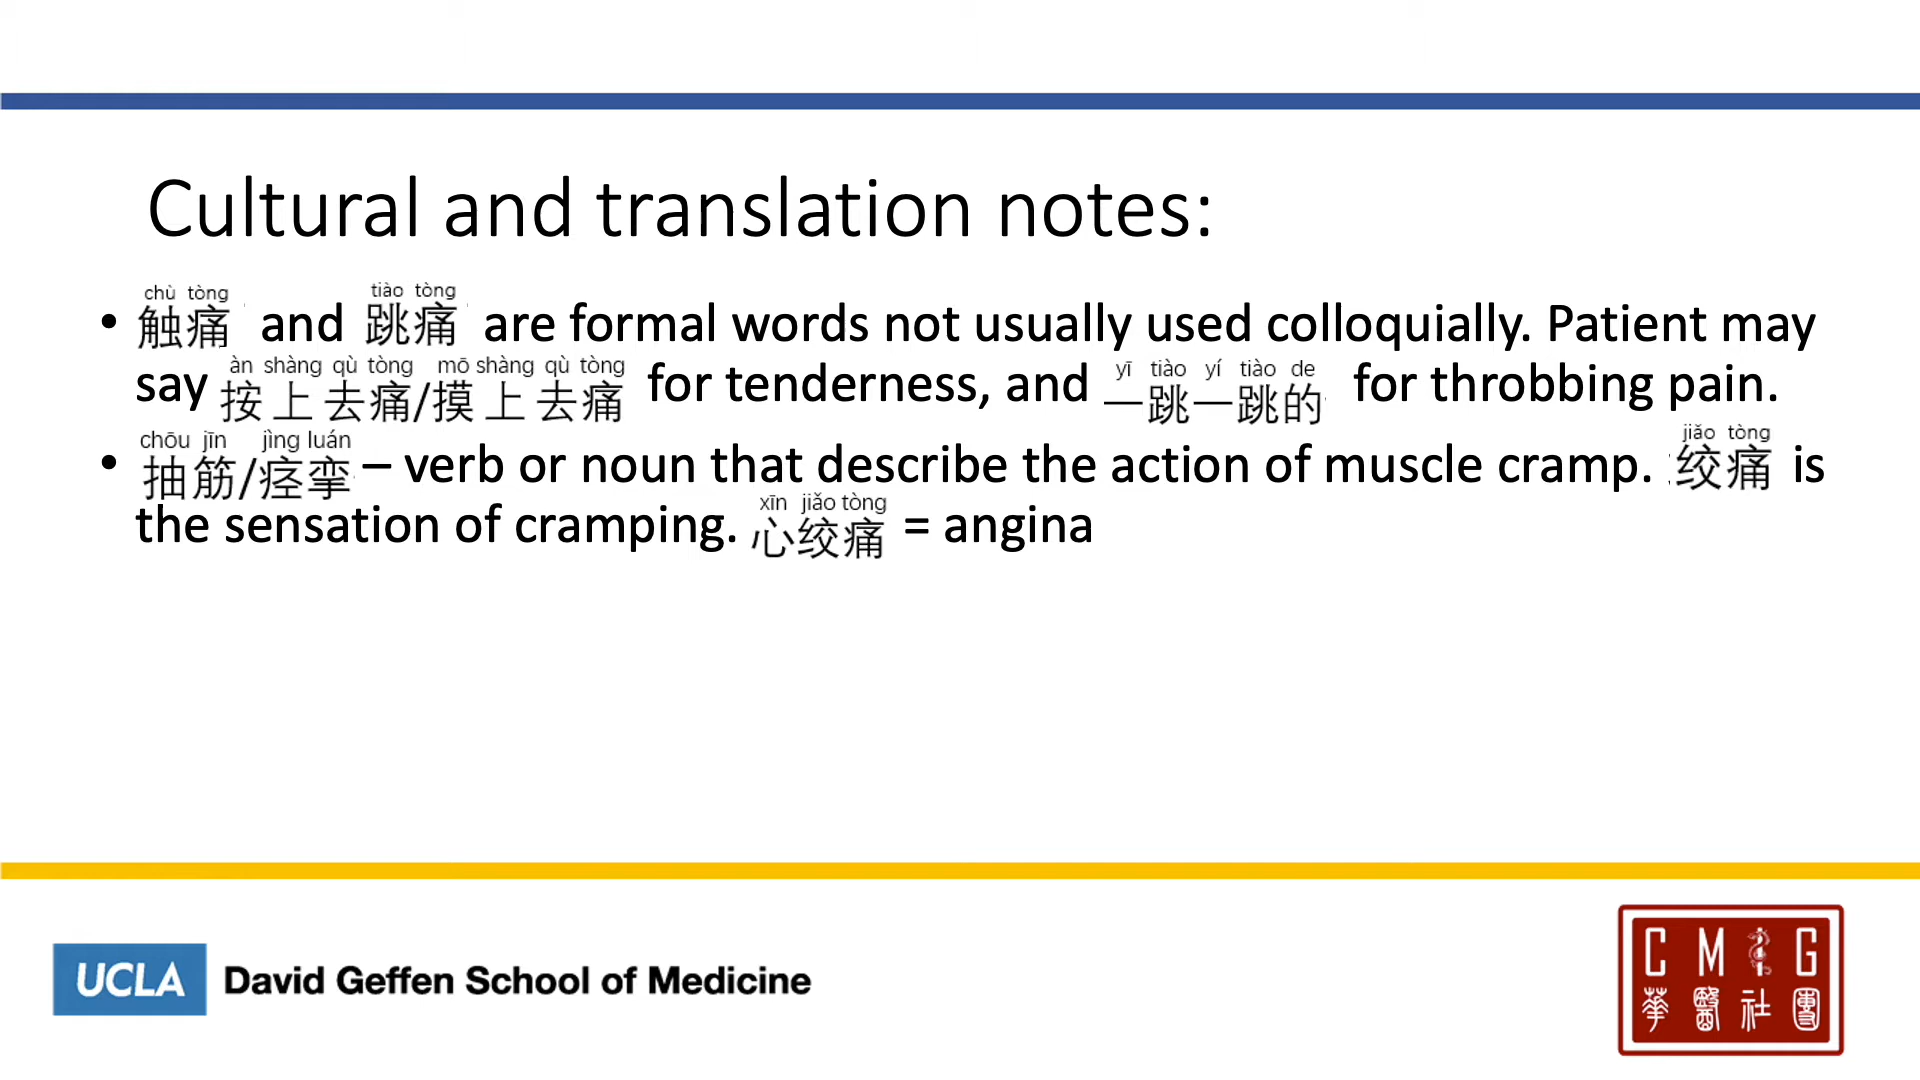 Cultural and translation notes:
chù tòng tiào tòng
• 触痛 and 跳痛 are formal words not usually used colloquially. Patient may
àn shàng qù tòng mō shàng qù tòng yī tiào yí tiào de
say 按上去痛/摸上去痛 for tenderness, and 一跳一跳的 for throbbing pain.
chōu jīn jìng luán jiǎo tòng
• 抽筋/痉挛 – verb or noun that describe the action of muscle cramp. 绞痛 is
xīn jiǎo tòng
the sensation of cramping. 心绞痛 = angina
UCLA David Geffen School of Medicine
C M I G
華醫社團